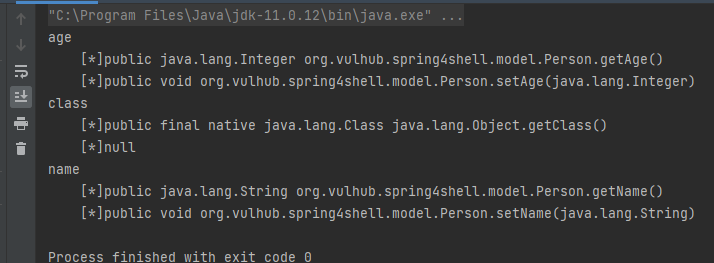 "C:\Program Files\Java\jdk-11.0.12\bin\java.exe" ...
age
    [*]public java.lang.Integer org.vulhub.spring4shell.model.Person.getAge()
    [*]public void org.vulhub.spring4shell.model.Person.setAge(java.lang.Integer)
class
    [*]public final native java.lang.Class java.lang.Object.getClass()
    [*]null
name
    [*]public java.lang.String org.vulhub.spring4shell.model.Person.getName()
    [*]public void org.vulhub.spring4shell.model.Person.setName(java.lang.String)

Process finished with exit code 0